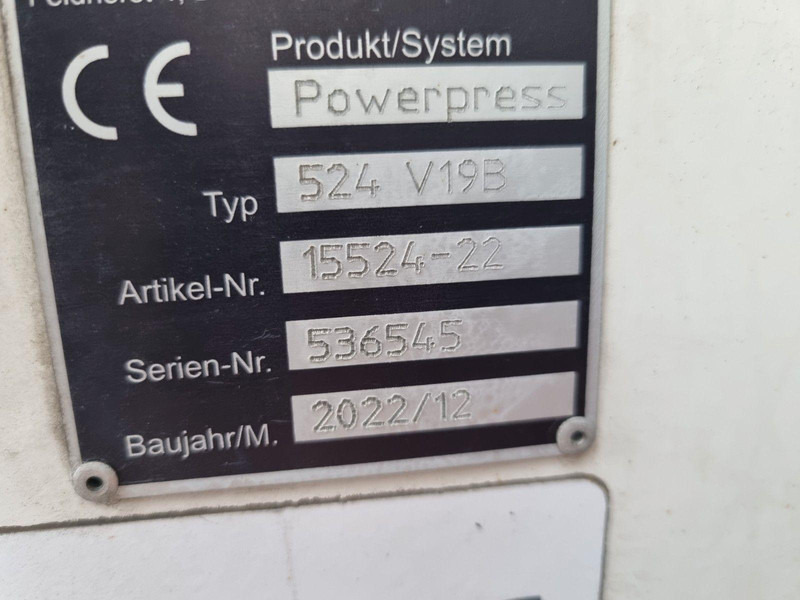 Produkt/System
CE Powerpress
Typ 524 V19B
Artikel-Nr. 15524-22
Serien-Nr. 536545
Baujahr/M. 2022/12